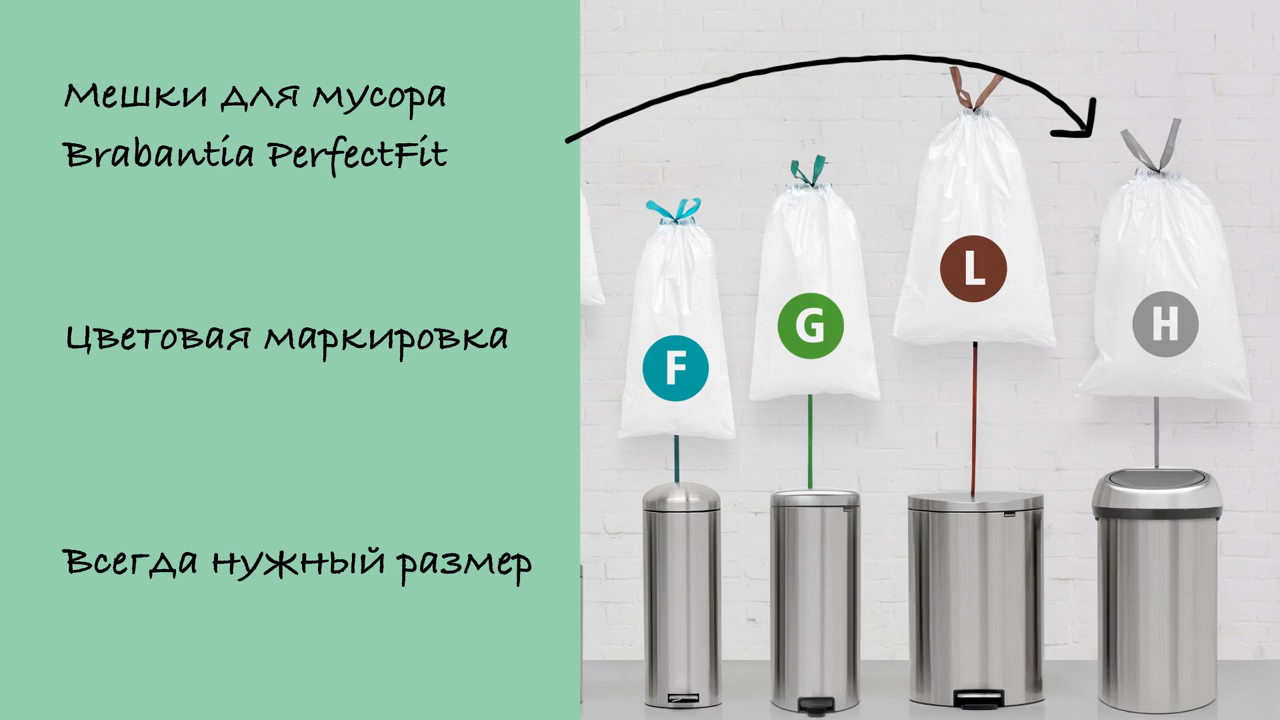 Мешки для мусора
Brabantia PerfectFit
Цветовая маркировка
Всегда нужный размер
F
G
L
H